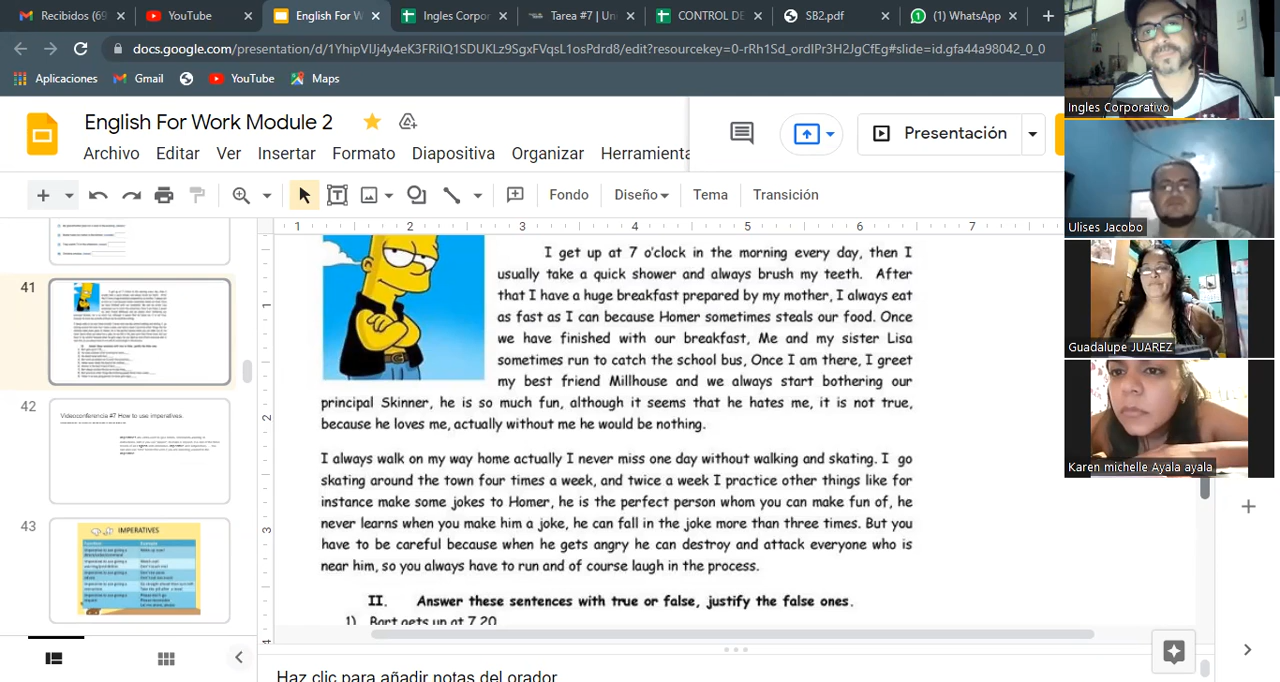 Recibidos (69
YouTube
English For W
Ingles Corpor
Tarea #7 | Un
CONTROL DE
SB2.pdf
(1) WhatsApp
docs.google.com/presentation/d/1YhipVIJj4y4eK3FRilQ1SDUKLz9SgxFVqsL1osPdrd8/edit?resourcekey=0-rRh1Sd_ordIPr3H2JgCfEg#slide=id.gfa44a98042_0_0
Aplicaciones
Gmail
YouTube
Maps
English For Work Module 2
Presentación
Archivo Editar Ver Insertar Formato Diapositiva Organizar Herramienta
Fondo Diseño Tema Transición
1 2 3 4 5 6 7
41
42
Videoconferencia #7 How to use imperatives.
43
IMPERATIVES
I get up at 7 o'clock in the morning every day, then I
usually take a quick shower and always brush my teeth. After
that I have a huge breakfast prepared by my mother, I always eat
as fast as I can because Homer sometimes steals our food. Once
we have finished with our breakfast, Me and my sister Lisa
run to catch the school bus, Once I am there, I greet
my best friend Millhouse and we always start bothering our
principal Skinner, he is so much fun, although it seems that he hates me, it is not true,
because he loves me, actually without me he would be nothing.
I always walk on my way home actually I never miss one day without walking and skating. I go
skating around the town four times a week, and twice a week I practice other things like for
instance make some jokes to Homer, he is the perfect person whom you can make fun of, he
never learns when you make him a joke, he can fall in the joke more than three times. But you
have to be careful because when he gets angry he can destroy and attack everyone who is
near him, so you always have to run and of course laugh in the process.
II. Answer these sentences with true or false, justify the false ones.
1) Bart gets up at 7.20
Haz clic para añadir notas del orador
Ingles Corporativo
Ulises Jacobo
Guadalupe JUAREZ
Karen michelle Ayala ayala